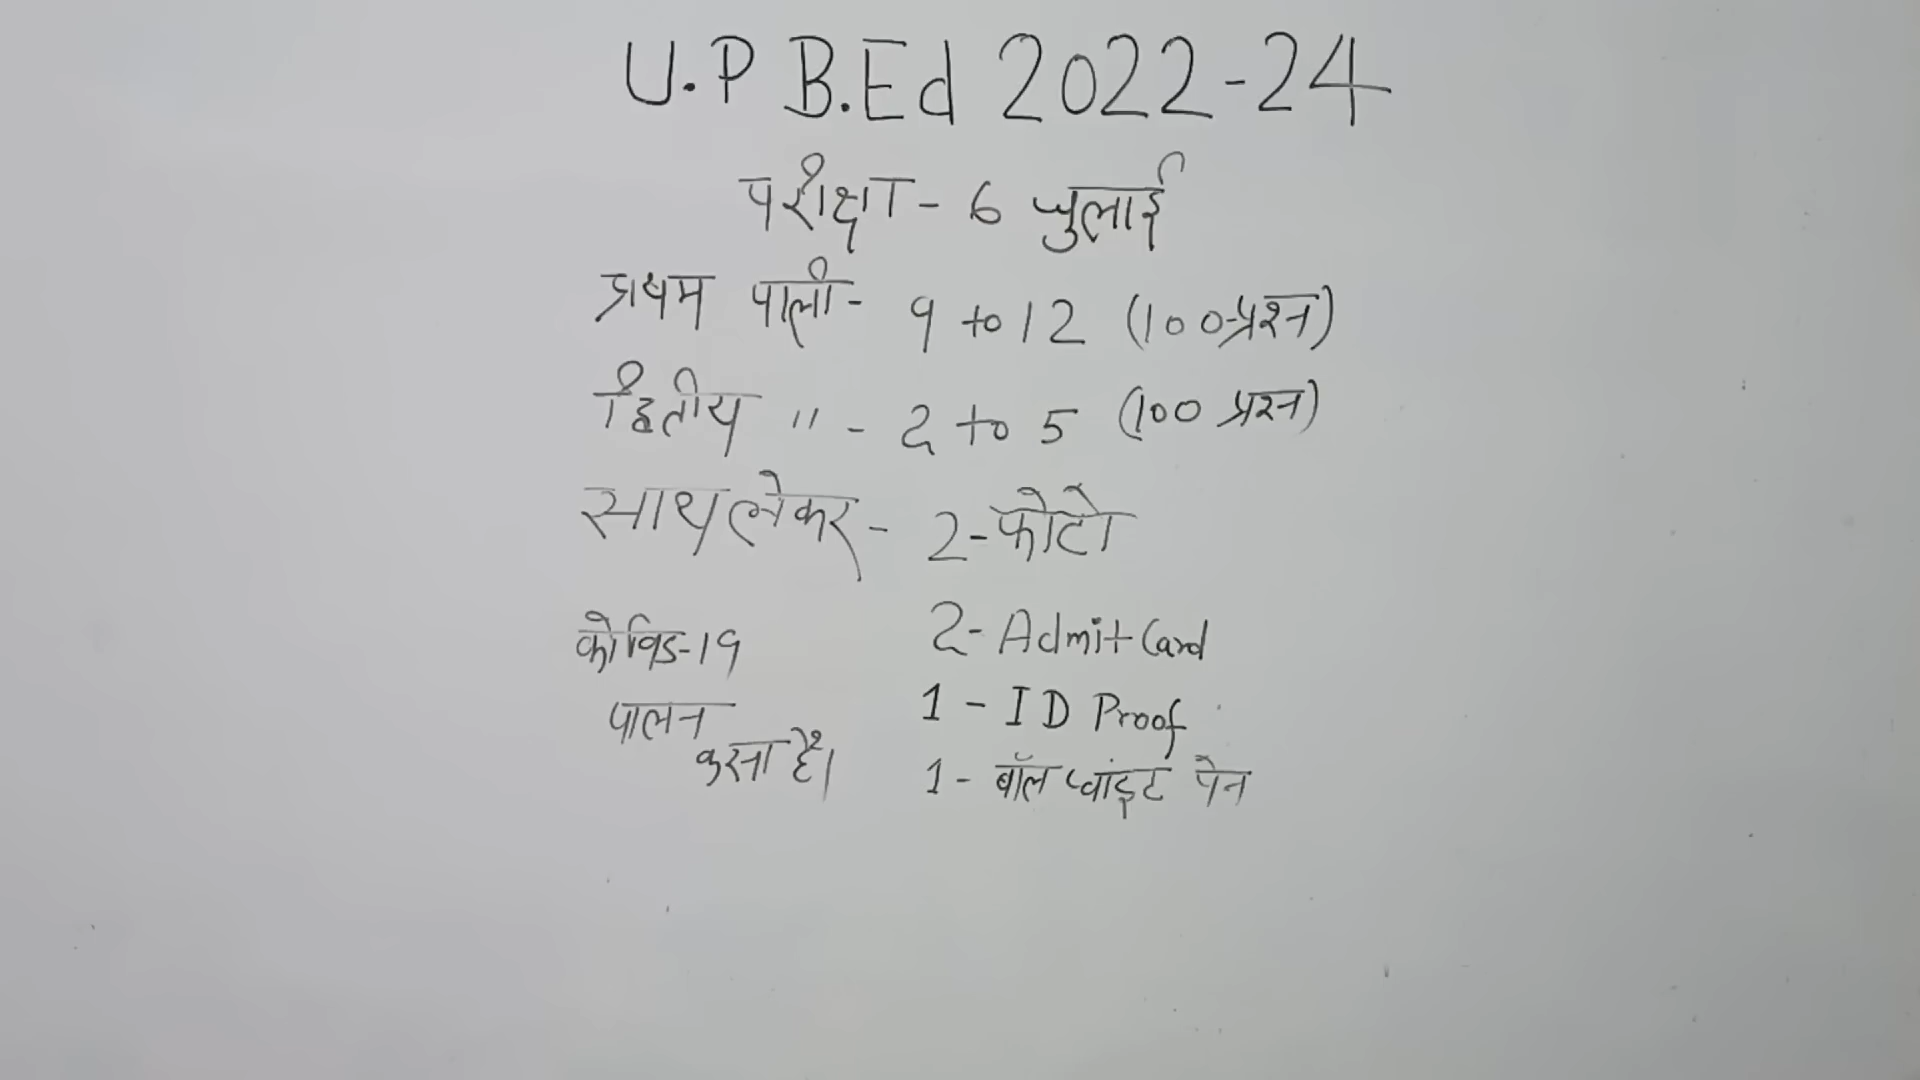 U.P B.Ed 2022-24
परीक्षा - 6 जुलाई
प्रथम पाली - 9 to 12 (100-प्रश्न)
द्वितीय " - 2 to 5 (100 प्रश्न)
साथ लेकर - 2-फोटो
2- Admit Card
1 - ID Proof
1 - बॉल प्वांइट पेन
कोविड-19
पालन
करना है।